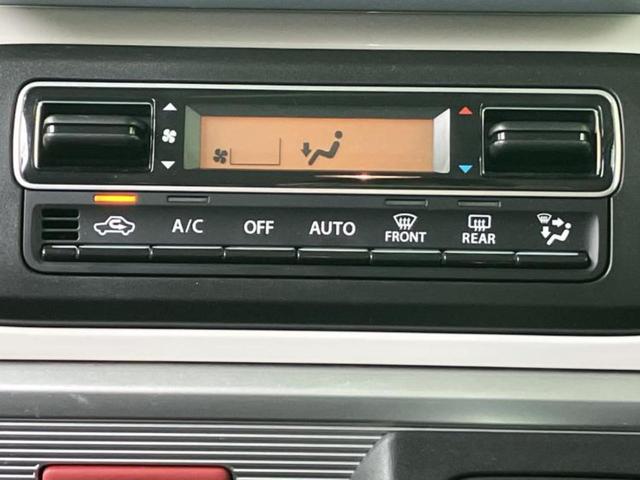 A/C OFF AUTO FRONT REAR